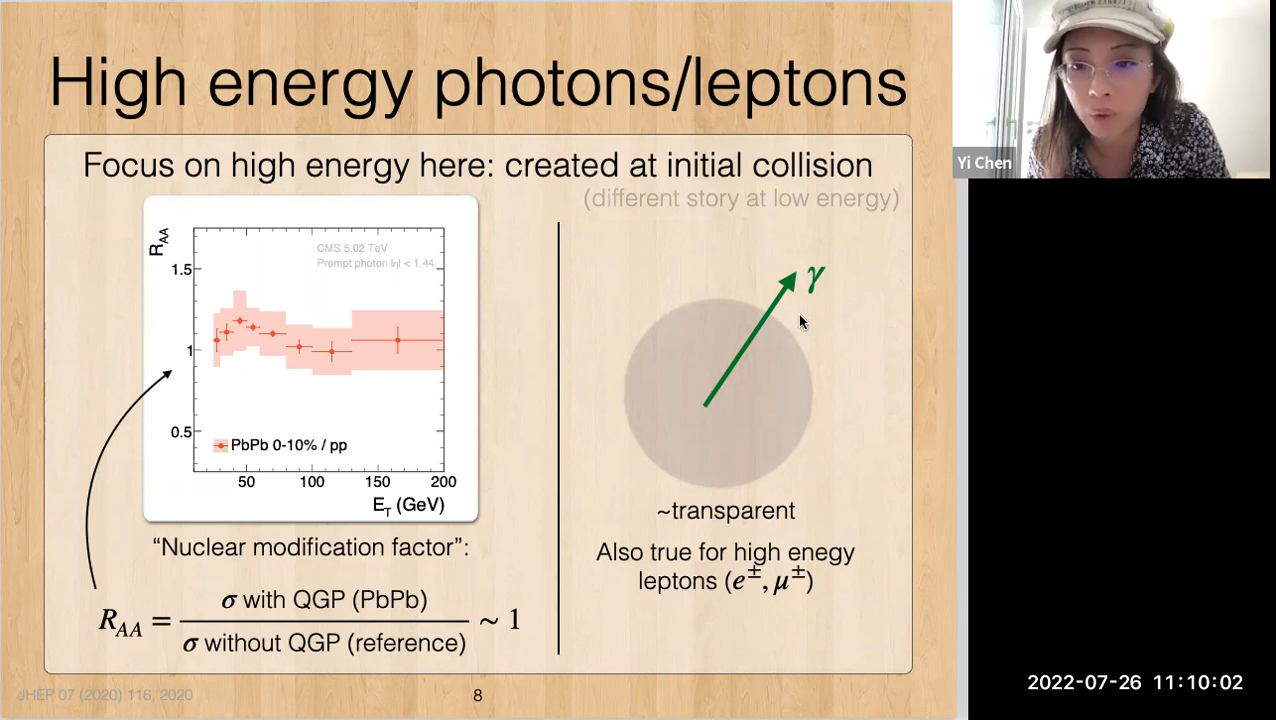 High energy photons/leptons
Focus on high energy here: created at initial collision
(different story at low energy)
R_AA
CMS 5.02 TeV
Prompt photon |η| < 1.44
1.5
1
0.5
PbPb 0-10% / pp
50 100 150 200
E_T (GeV)
γ
~transparent
Also true for high enegy
leptons (e±, μ±)
“Nuclear modification factor”:
R_AA = σ with QGP (PbPb) / σ without QGP (reference) ~ 1
JHEP 07 (2020) 116, 2020
8
Yi Chen
2022-07-26 11:10:02